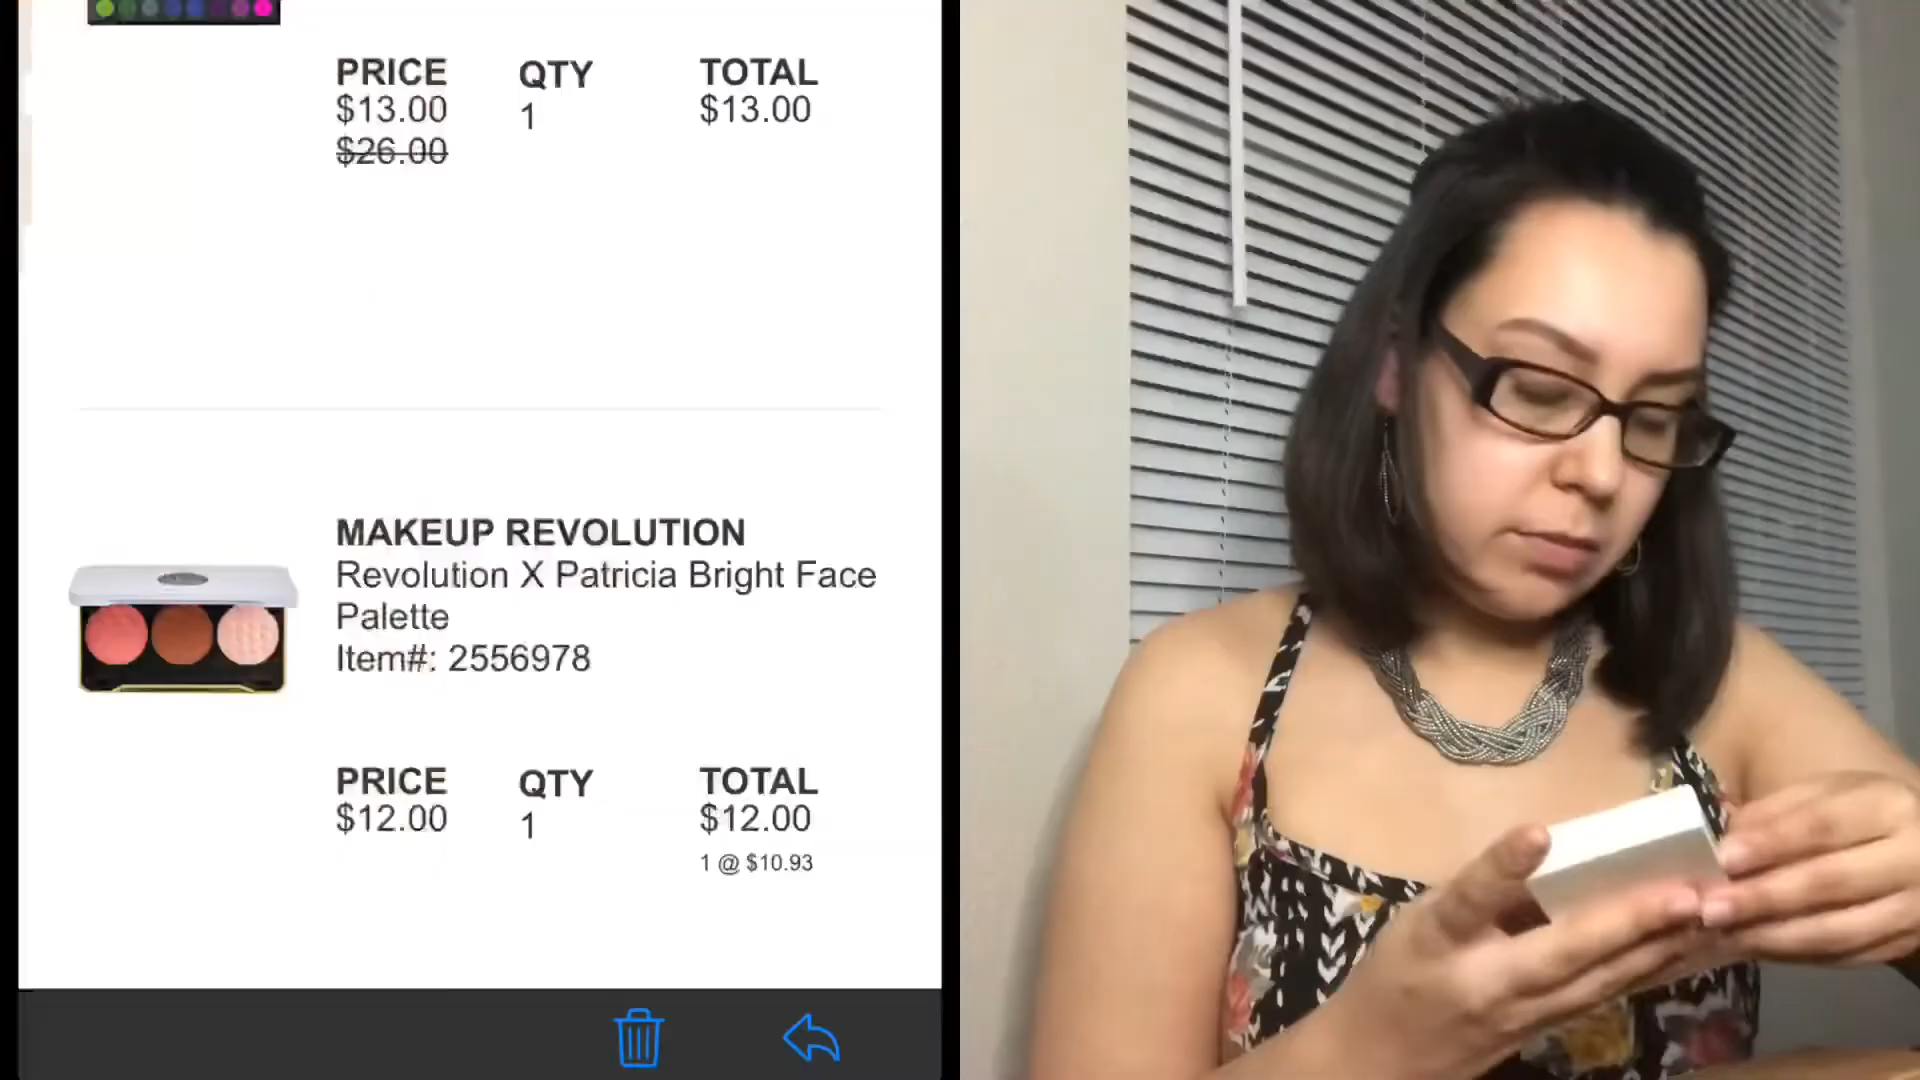 PRICE QTY TOTAL
$13.00 1 $13.00
$26.00
MAKEUP REVOLUTION
Revolution X Patricia Bright Face
Palette
Item#: 2556978
PRICE QTY TOTAL
$12.00 1 $12.00
1 @ $10.93